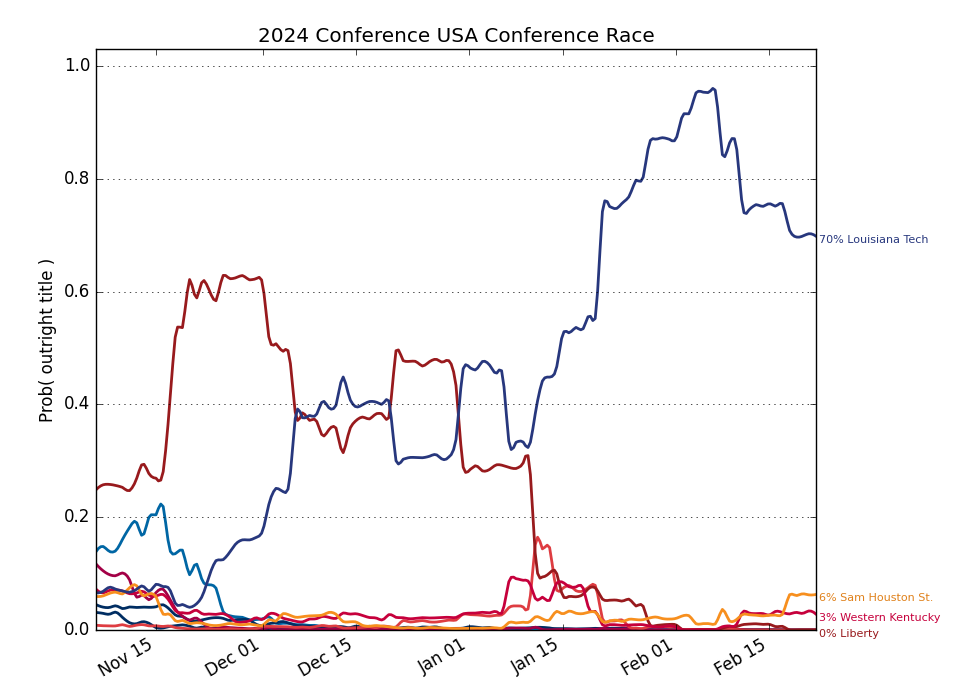 2024 Conference USA Conference Race
Prob( outright title )
1.0
0.8
0.6
0.4
0.2
0.0
Nov 15
Dec 01
Dec 15
Jan 01
Jan 15
Feb 01
Feb 15
70% Louisiana Tech
6% Sam Houston St.
3% Western Kentucky
0% Liberty